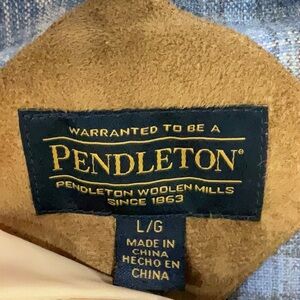 WARRANTED TO BE A
PENDLETON®
PENDLETON WOOLEN MILLS
SINCE 1863
L/G
MADE IN
CHINA
HECHO EN
CHINA